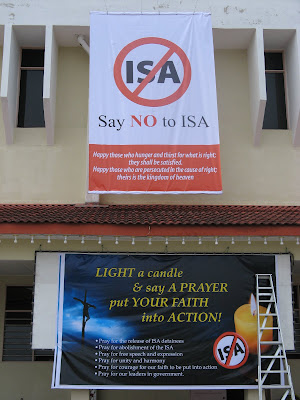 ISA
Say NO to ISA
Happy those who hunger and thirst for what is right;
they shall be satisfied.
Happy those who are persecuted in the cause of right;
theirs is the kingdom of heaven
LIGHT a candle
& say A PRAYER
put YOUR FAITH
into ACTION!
• Pray for the release of ISA detainees
• Pray for abolishment of the ISA
• Pray for free speech and expression
• Pray for unity and harmony
• Pray for courage for our faith to be put into action
• Pray for our leaders in government.
ISA